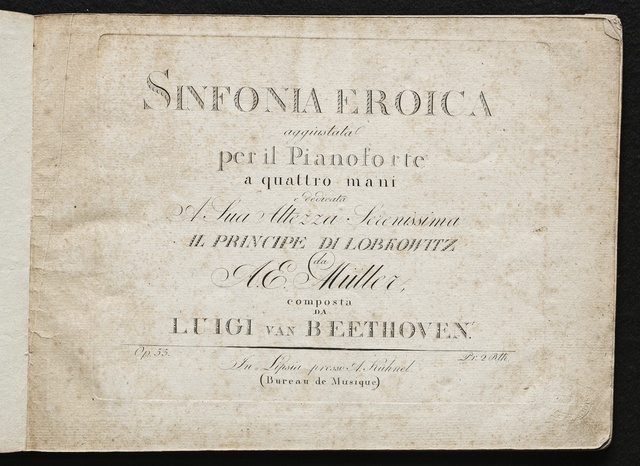 SINFONIA EROICA
aggiustata
per il Pianoforte
a quattro mani
e dedicata
A Sua Altezza Serenissima
IL PRINCIPE DI LOBKOWITZ
da
A.E. Müller,
composta
DA
LUIGI VAN BEETHOVEN.
Op. 55. Pr. 2 Rth
In Lipsia presso A. Kühnel
(Bureau de Musique)